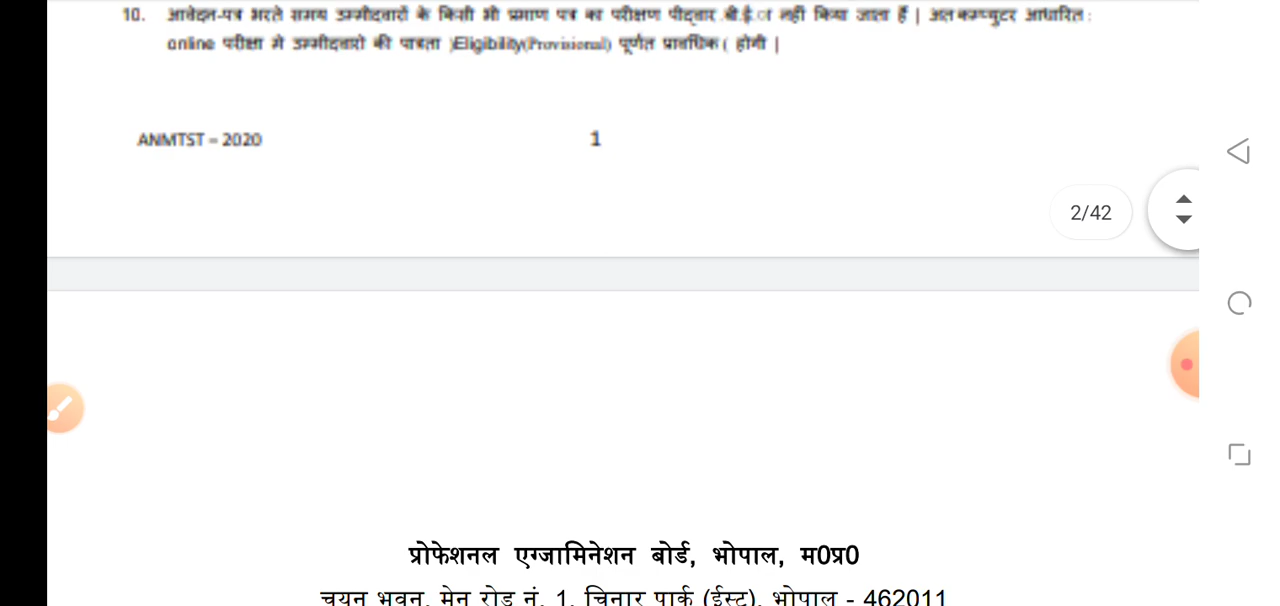 10. आवेदन-पत्र भरते समय उम्मीदवारों के किसी भी प्रमाण पत्र का परीक्षण पीद्वार .बी.ई.ा नहीं किया जाता हैं | अत कम्प्युटर आधारित :
online परीक्षा मे उम्मीदवारो की पात्रता )Eligibility(Provisional) पूर्णत प्रावधिक ( होगी |
ANMTST – 2020 1
2/42
प्रोफेशनल एग्जामिनेशन बोर्ड, भोपाल, म0प्र0
चयन भवन, मेन रोड नं. 1, चिनार पार्क (ईस्ट), भोपाल - 462011